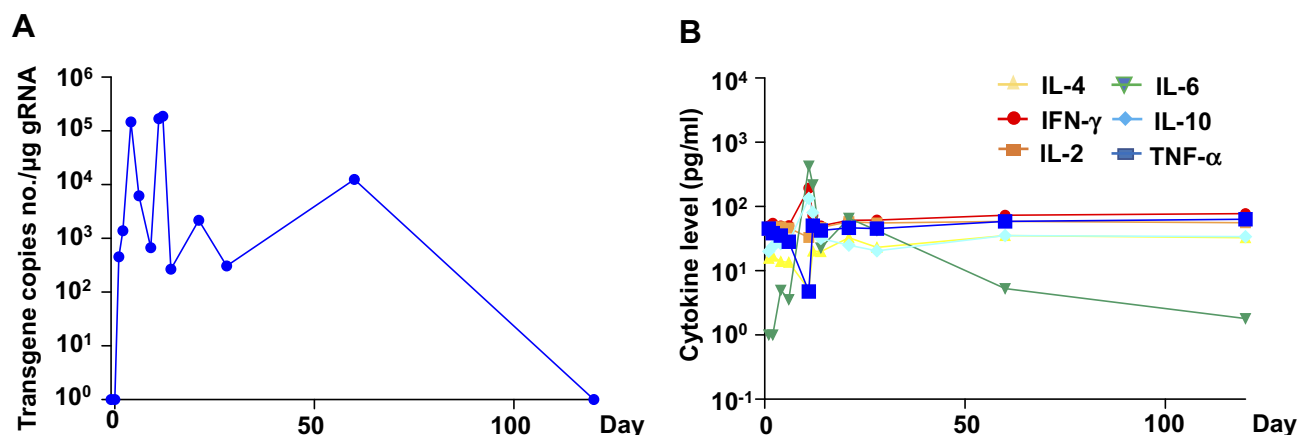 A
Transgene copies no./μg gRNA
10⁶
10⁵
10⁴
10³
10²
10¹
10⁰
0
50
100
Day
B
Cytokine level (pg/ml)
10⁴
10³
10²
10¹
10⁰
10⁻¹
0
50
100
Day
IL-4
IL-6
IFN-γ
IL-10
IL-2
TNF-α